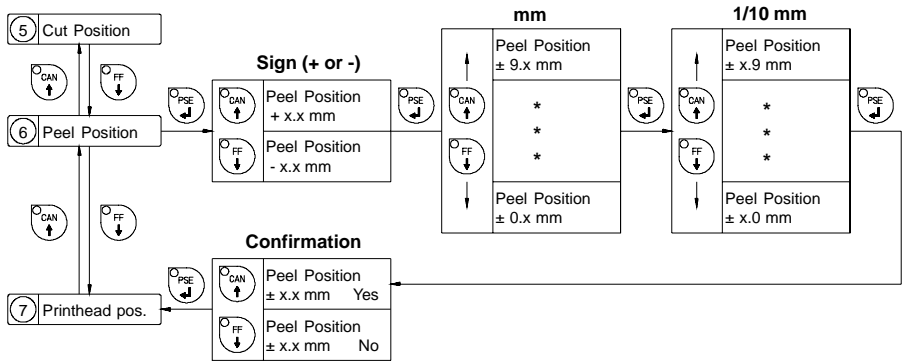 mm
1/10 mm
5 Cut Position
Sign (+ or -)
Peel Position
± 9.x mm
Peel Position
± x.9 mm
CAN
FF
PSE
CAN
Peel Position
+ x.x mm
PSE
CAN
*
*
*
PSE
CAN
*
*
*
PSE
6 Peel Position
FF
Peel Position
- x.x mm
FF
FF
Peel Position
± 0.x mm
Peel Position
± x.0 mm
CAN
FF
Confirmation
PSE
CAN
Peel Position
± x.x mm Yes
7 Printhead pos.
FF
Peel Position
± x.x mm No